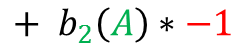 + b₂(A) * −1